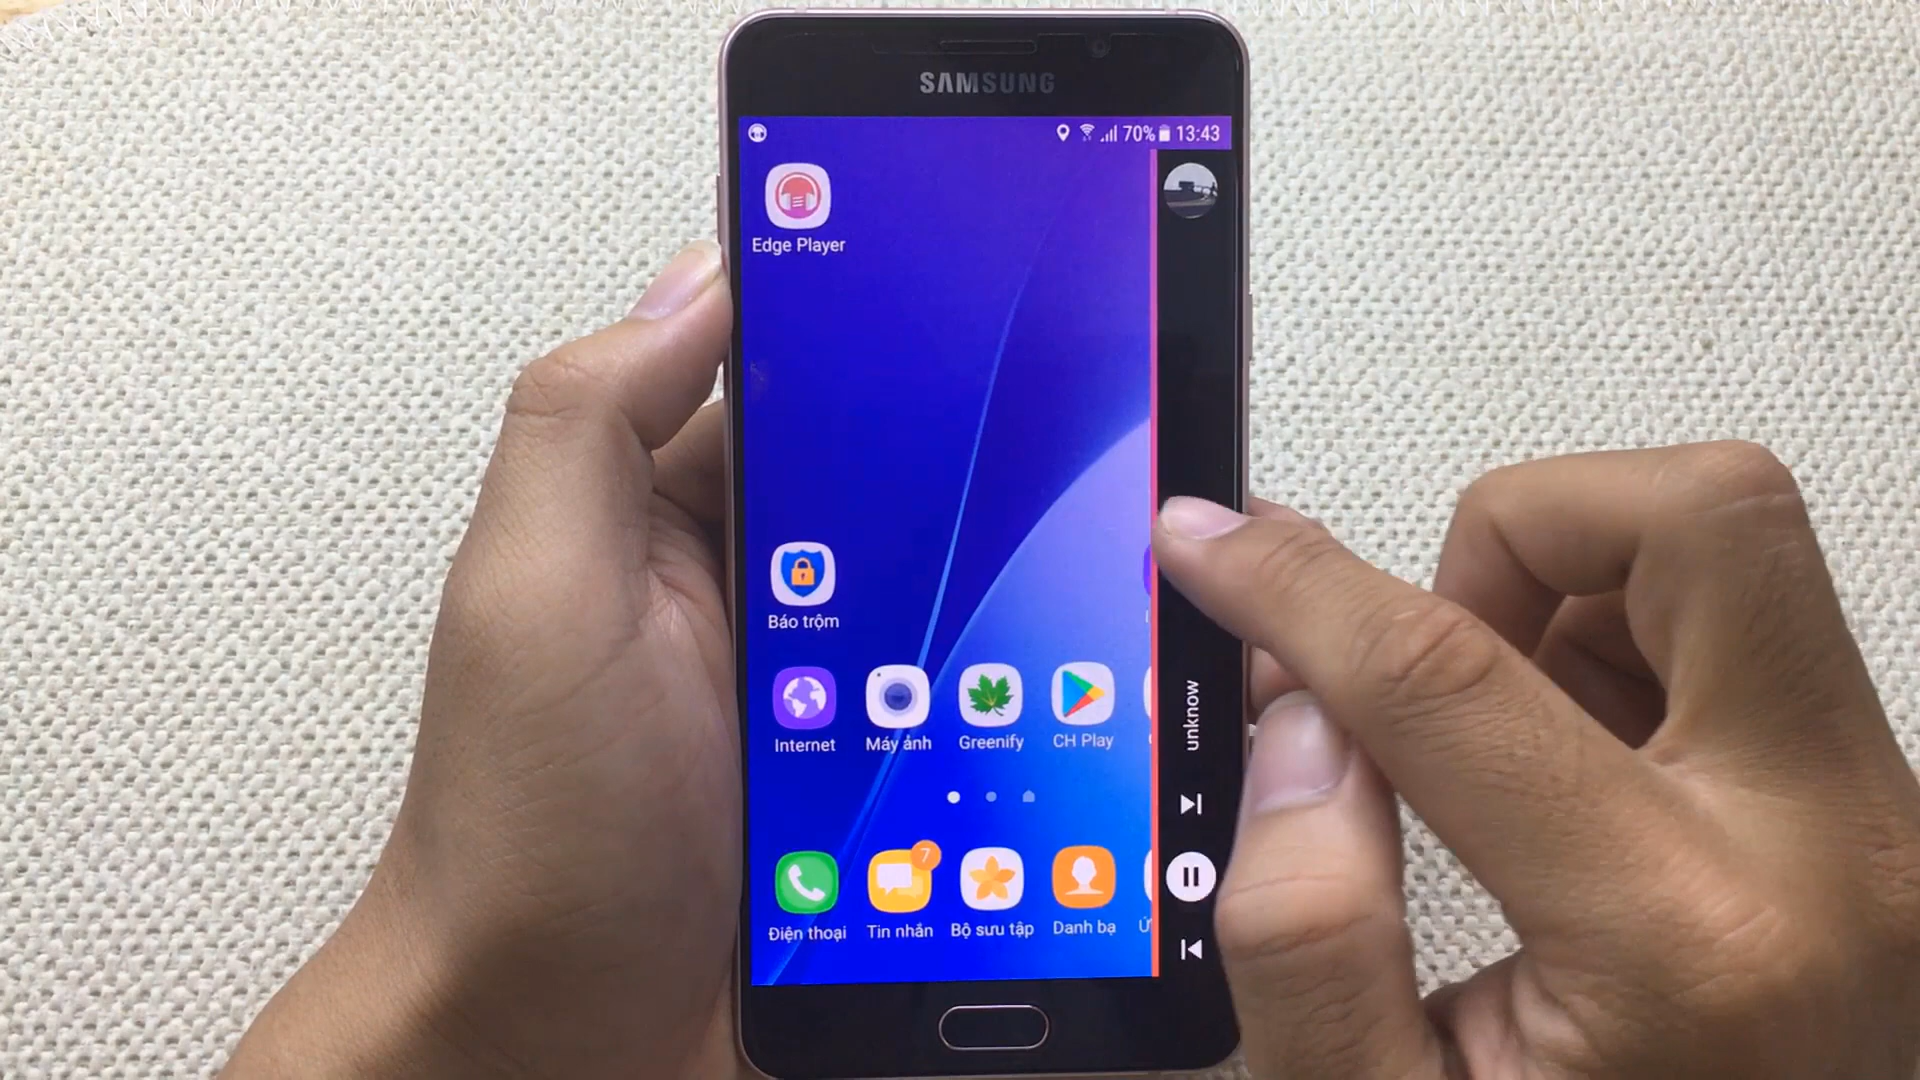 SAMSUNG
70% 13:43
Edge Player
Báo trộm
unknow
Internet Máy ảnh Greenify CH Play
7
Điện thoại Tin nhắn Bộ sưu tập Danh bạ Ứ